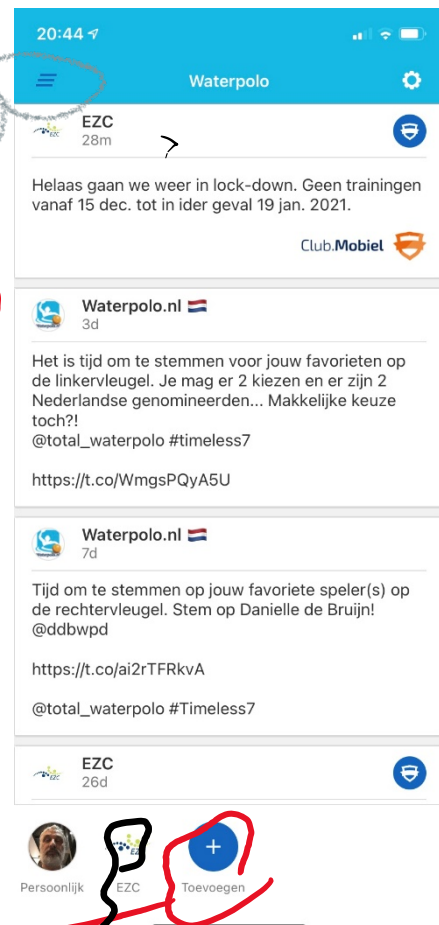 20:44
Waterpolo
EZC
28m
Helaas gaan we weer in lock-down. Geen trainingen
vanaf 15 dec. tot in ider geval 19 jan. 2021.
Club.Mobiel
Waterpolo.nl 🇳🇱
3d
Het is tijd om te stemmen voor jouw favorieten op
de linkervleugel. Je mag er 2 kiezen en er zijn 2
Nederlandse genomineerden... Makkelijke keuze
toch?!
@total_waterpolo #timeless7
https://t.co/WmgsPQyA5U
Waterpolo.nl 🇳🇱
7d
Tijd om te stemmen op jouw favoriete speler(s) op
de rechtervleugel. Stem op Danielle de Bruijn!
@ddbwpd
https://t.co/ai2rTFRkvA
@total_waterpolo #Timeless7
EZC
26d
Persoonlijk EZC Toevoegen